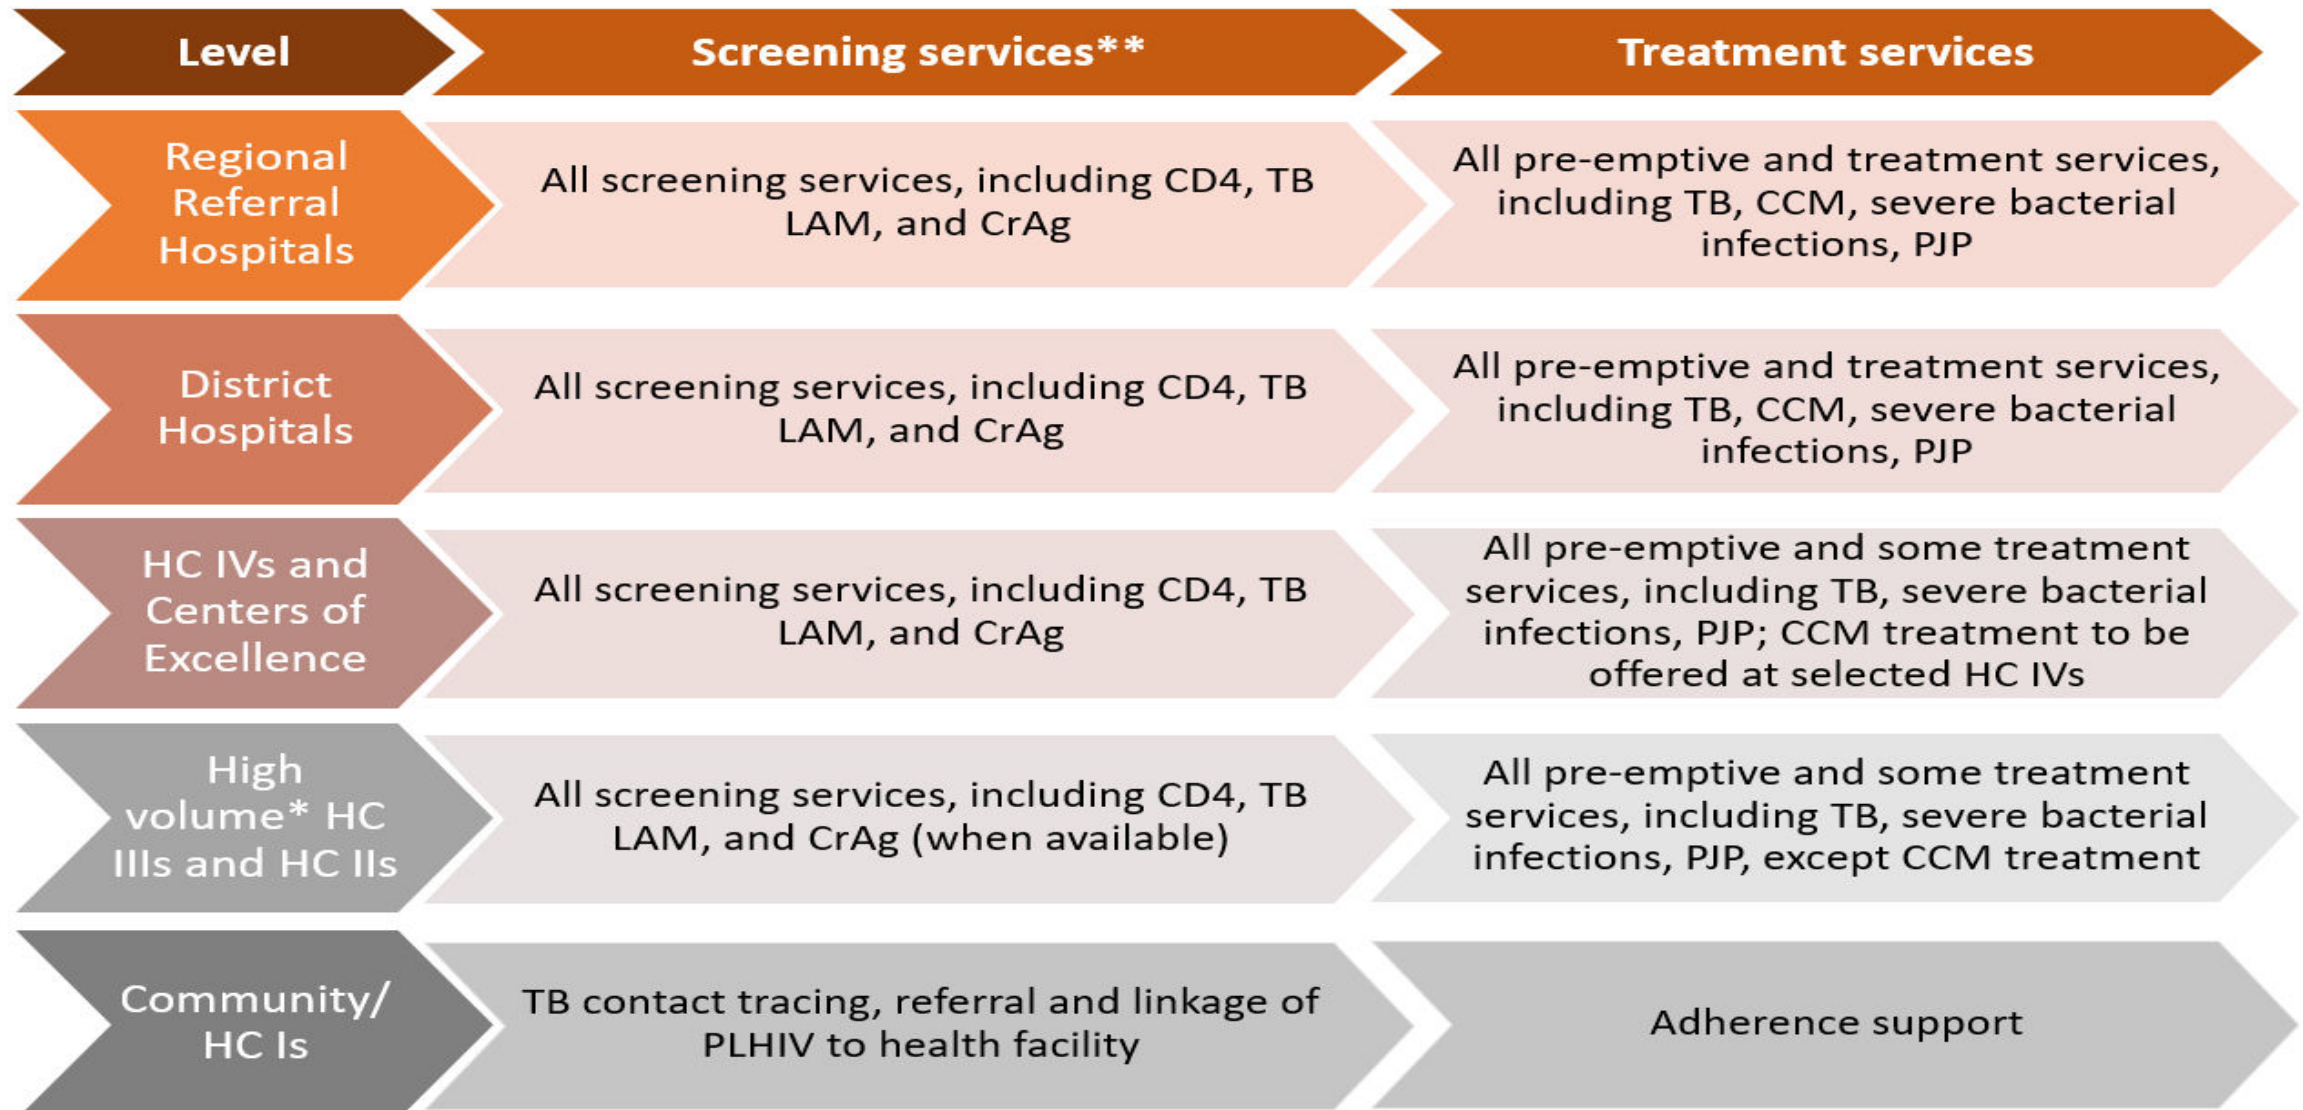 Level
Screening services**
Treatment services
Regional
Referral
Hospitals
All screening services, including CD4, TB
LAM, and CrAg
All pre-emptive and treatment services,
including TB, CCM, severe bacterial
infections, PJP
District
Hospitals
All screening services, including CD4, TB
LAM, and CrAg
All pre-emptive and treatment services,
including TB, CCM, severe bacterial
infections, PJP
HC IVs and
Centers of
Excellence
All screening services, including CD4, TB
LAM, and CrAg
All pre-emptive and some treatment
services, including TB, severe bacterial
infections, PJP; CCM treatment to be
offered at selected HC IVs
High
volume* HC
IIIs and HC IIs
All screening services, including CD4, TB
LAM, and CrAg (when available)
All pre-emptive and some treatment
services, including TB, severe bacterial
infections, PJP, except CCM treatment
Community/
HC Is
TB contact tracing, referral and linkage of
PLHIV to health facility
Adherence support